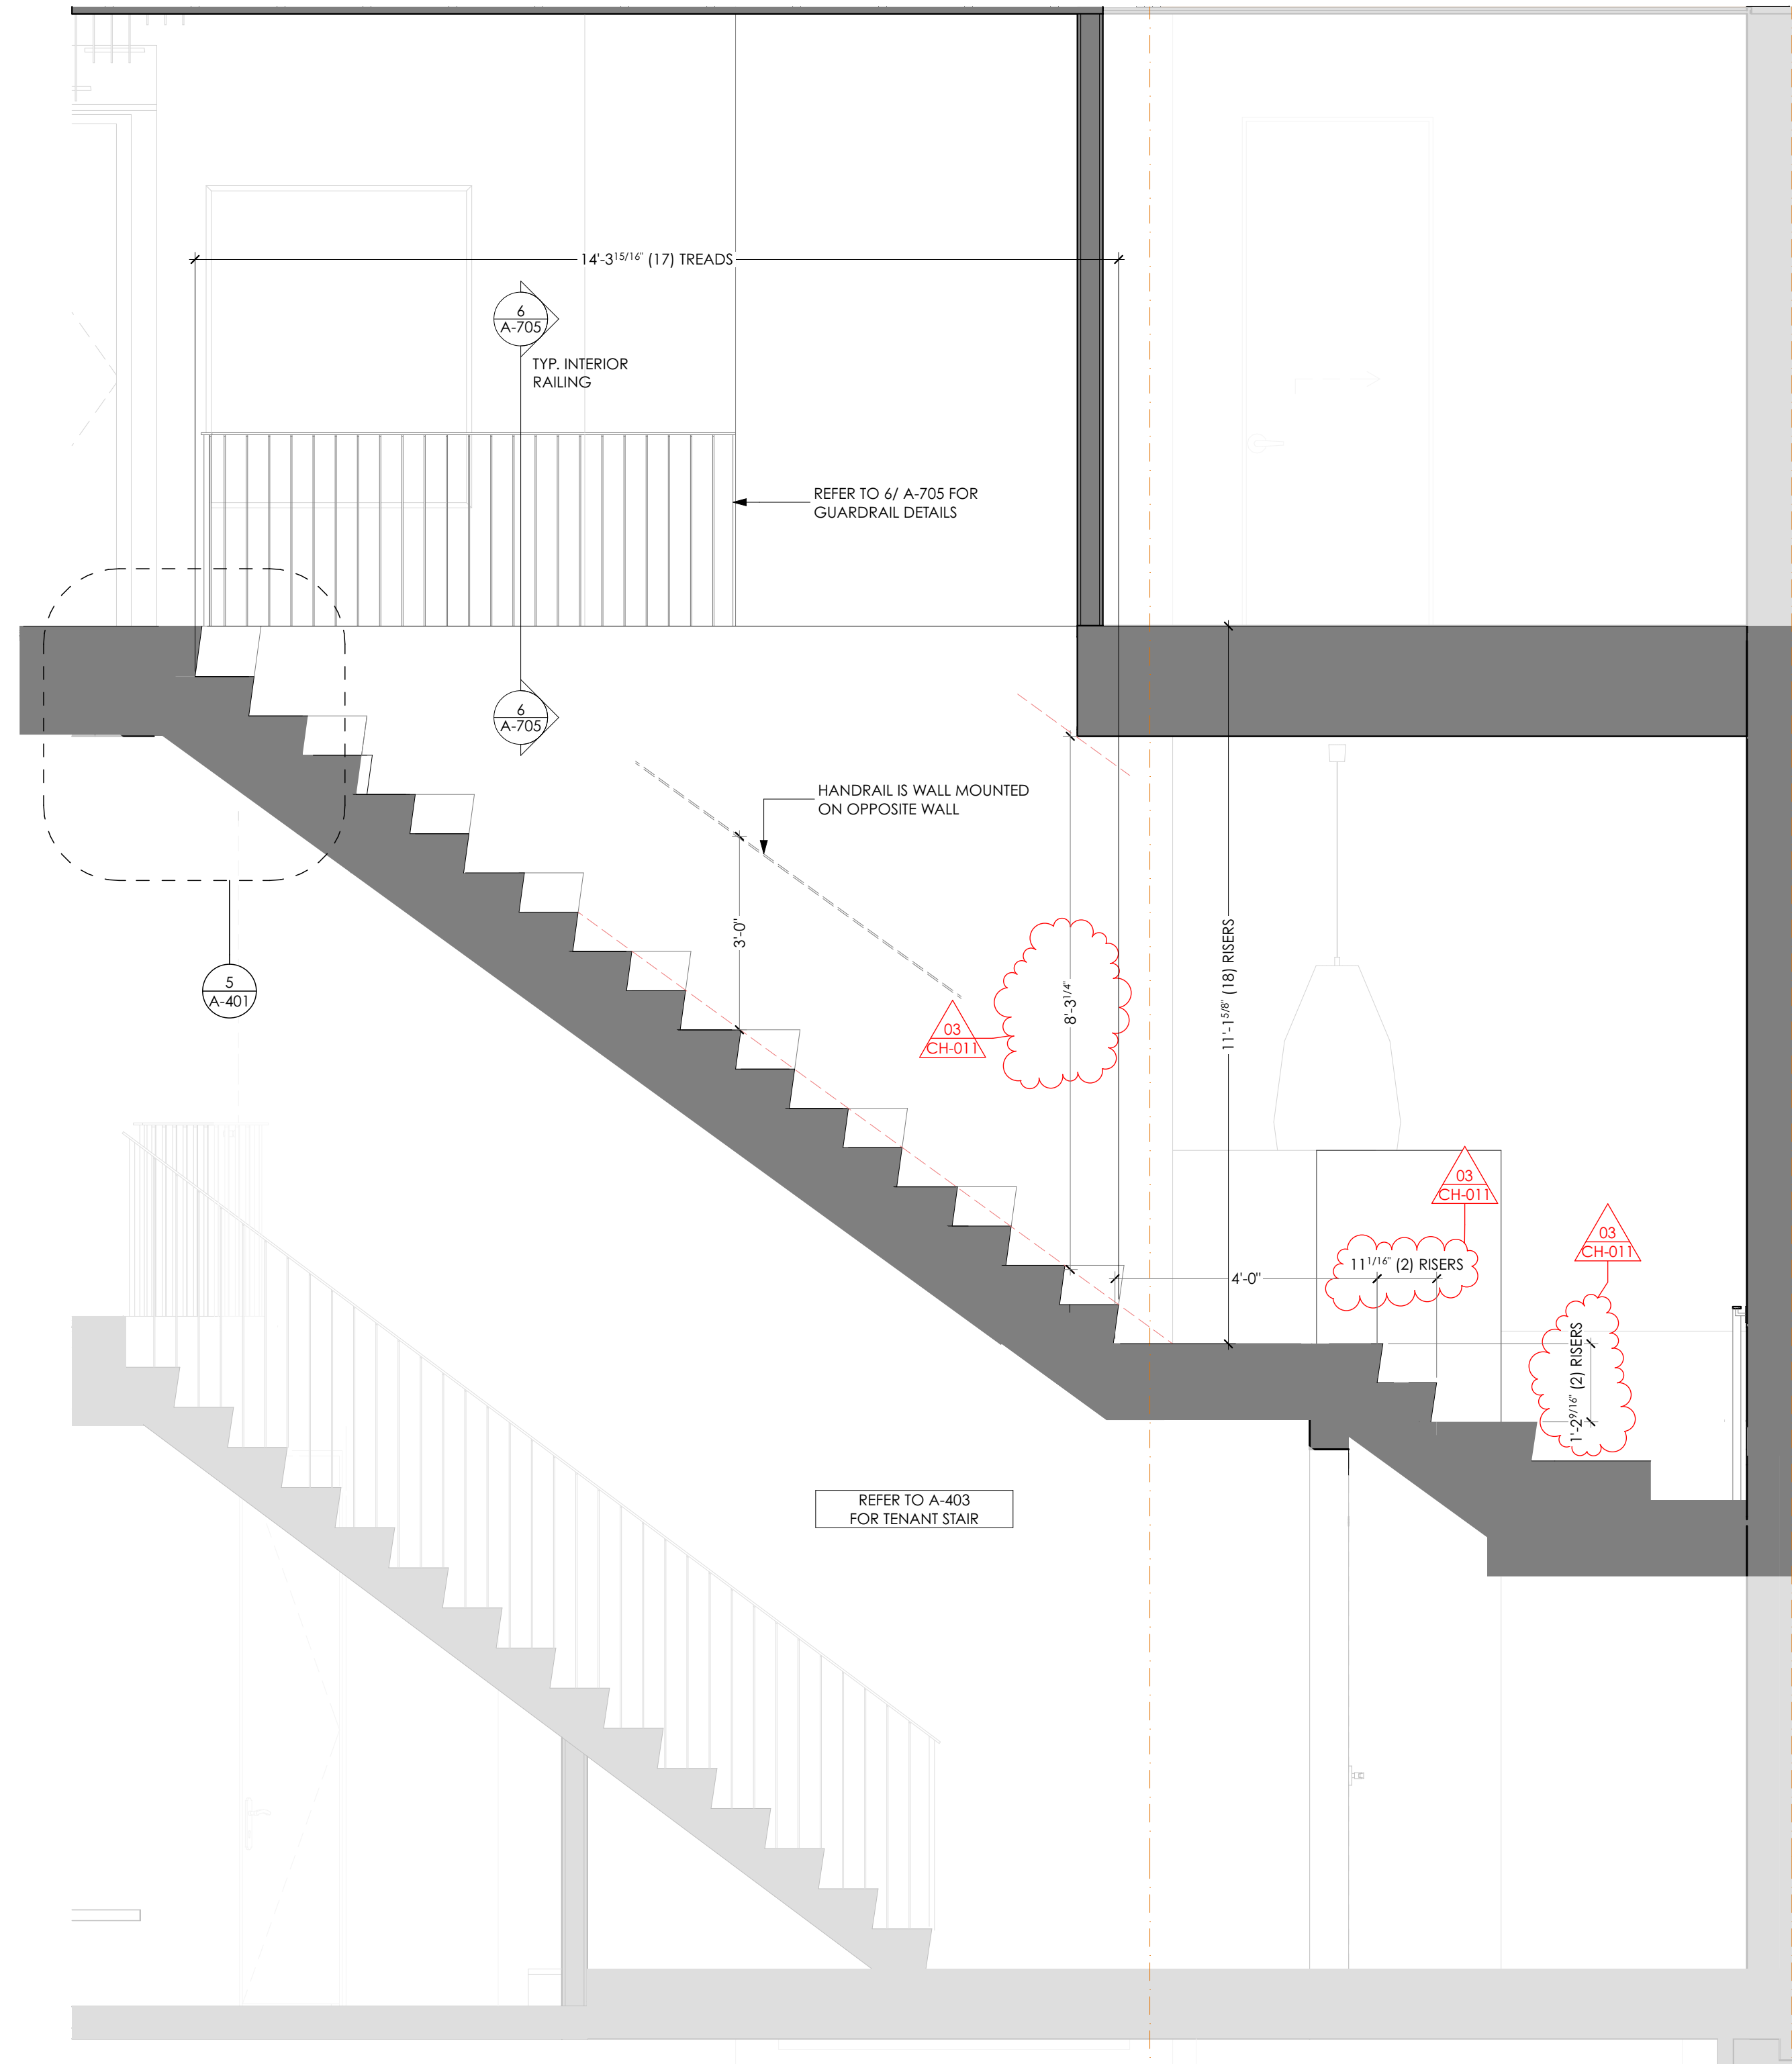 14'-3 15/16" (17) TREADS
6
A-705
TYP. INTERIOR
RAILING
REFER TO 6/ A-705 FOR
GUARDRAIL DETAILS
6
A-705
HANDRAIL IS WALL MOUNTED
ON OPPOSITE WALL
3'-0"
5
A-401
03
CH-011
8'-3 1/4"
11'-1 5/8" (18) RISERS
03
CH-011
11 1/16" (2) RISERS
4'-0"
03
CH-011
1'-2 9/16" (2) RISERS
REFER TO A-403
FOR TENANT STAIR